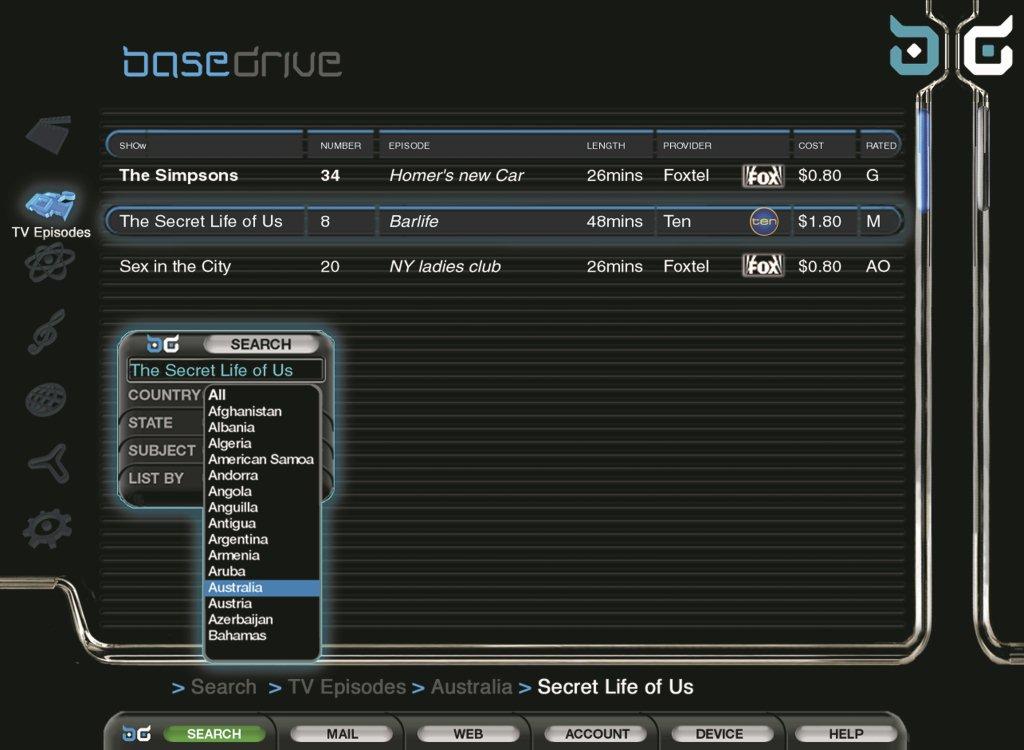 basedrive
SHOw NUMBER EPISODE LENGTH PROVIDER COST RATED
The Simpsons 34 Homer's new Car 26mins Foxtel FOX $0.80 G
The Secret Life of Us 8 Barlife 48mins Ten ten $1.80 M
Sex in the City 20 NY ladies club 26mins Foxtel FOX $0.80 AO
TV Episodes
SEARCH
The Secret Life of Us
COUNTRY
STATE
SUBJECT
LIST BY
All
Afghanistan
Albania
Algeria
American Samoa
Andorra
Angola
Anguilla
Antigua
Argentina
Armenia
Aruba
Australia
Austria
Azerbaijan
Bahamas
> Search > TV Episodes > Australia > Secret Life of Us
SEARCH MAIL WEB ACCOUNT DEVICE HELP